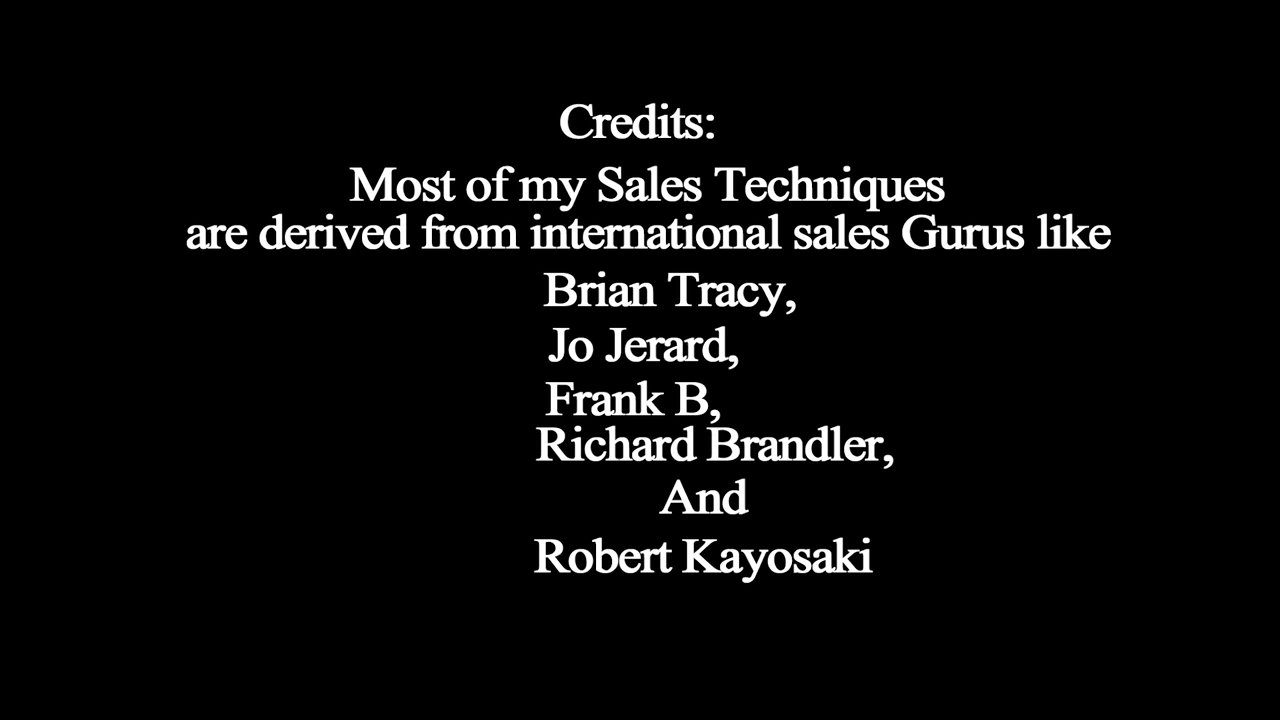 Credits:
Most of my Sales Techniques
are derived from international sales Gurus like
Brian Tracy,
Jo Jerard,
Frank B,
Richard Brandler,
And
Robert Kayosaki